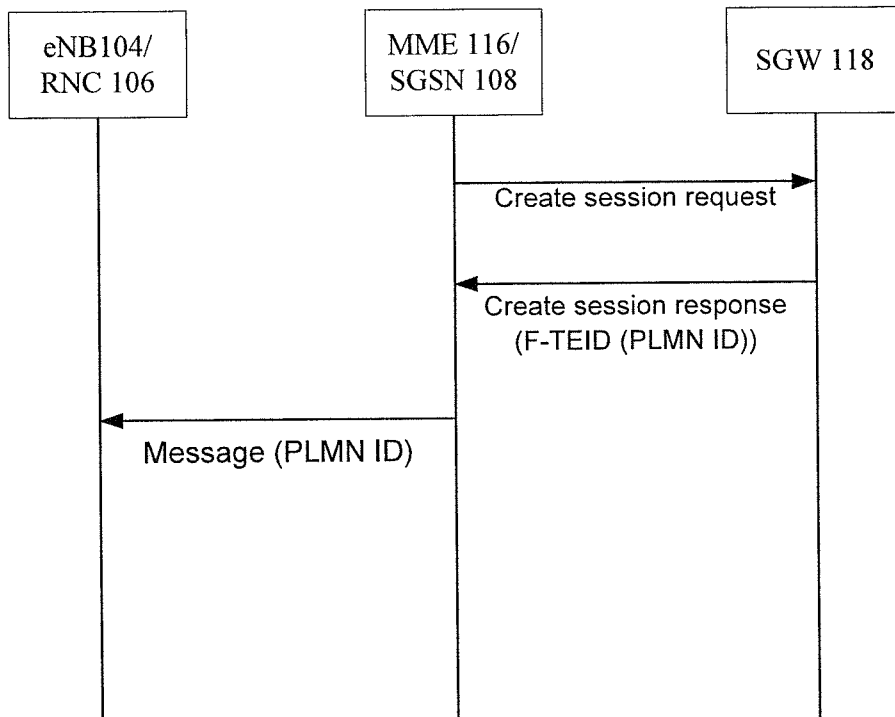 eNB104/
RNC 106
MME 116/
SGSN 108
SGW 118
Create session request
Create session response
(F-TEID (PLMN ID))
Message (PLMN ID)